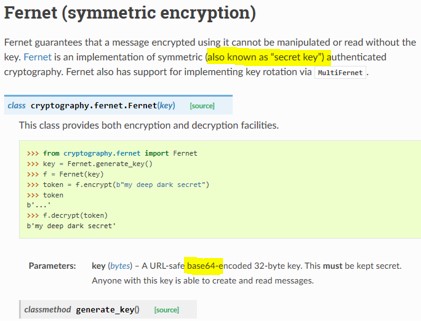 Fernet (symmetric encryption)
Fernet guarantees that a message encrypted using it cannot be manipulated or read without the
key. Fernet is an implementation of symmetric (also known as “secret key”) authenticated
cryptography. Fernet also has support for implementing key rotation via MultiFernet .
class cryptography.fernet.Fernet(key) [source]
This class provides both encryption and decryption facilities.
>>> from cryptography.fernet import Fernet
>>> key = Fernet.generate_key()
>>> f = Fernet(key)
>>> token = f.encrypt(b"my deep dark secret")
>>> token
b'...'
>>> f.decrypt(token)
b'my deep dark secret'
Parameters: key (bytes) – A URL-safe base64-encoded 32-byte key. This must be kept secret.
Anyone with this key is able to create and read messages.
classmethod generate_key() [source]